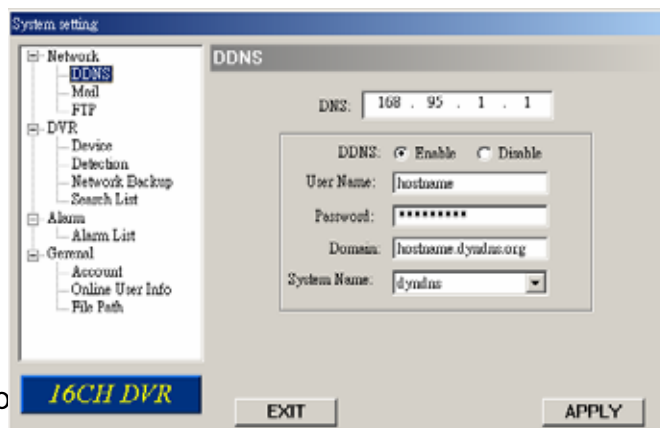 System setting
Network
DDNS
Mail
FTP
DVR
Device
Detection
Network Backup
Search List
Alarm
Alarm List
General
Account
Online User Info
File Path
16CH DVR
DDNS
DNS: 168 . 95 . 1 . 1
DDNS: Enable Disable
User Name: hostname
Password: *********
Domain: hostname.dyndns.org
System Name: dyndns
EXIT
APPLY